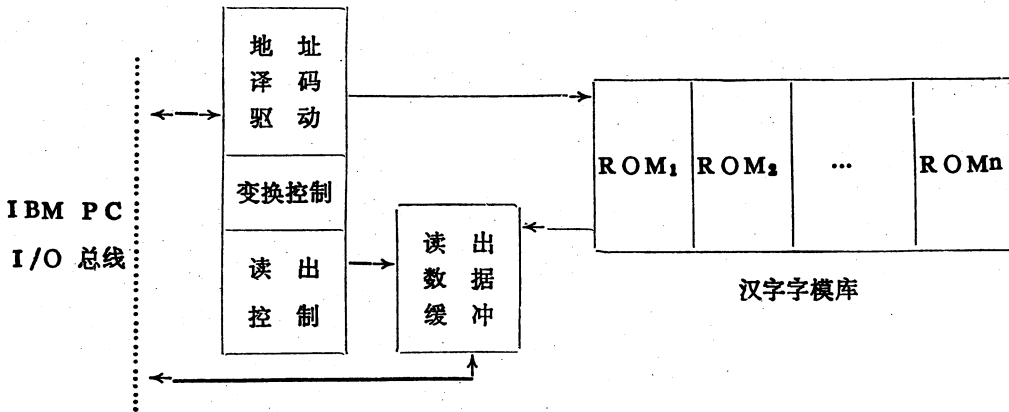 地 址
译 码
驱 动
变换控制
读 出
控 制
IBM PC
I/O 总线
读 出
数 据
缓 冲
ROM₁ ROM₂ … ROMn
汉字字模库